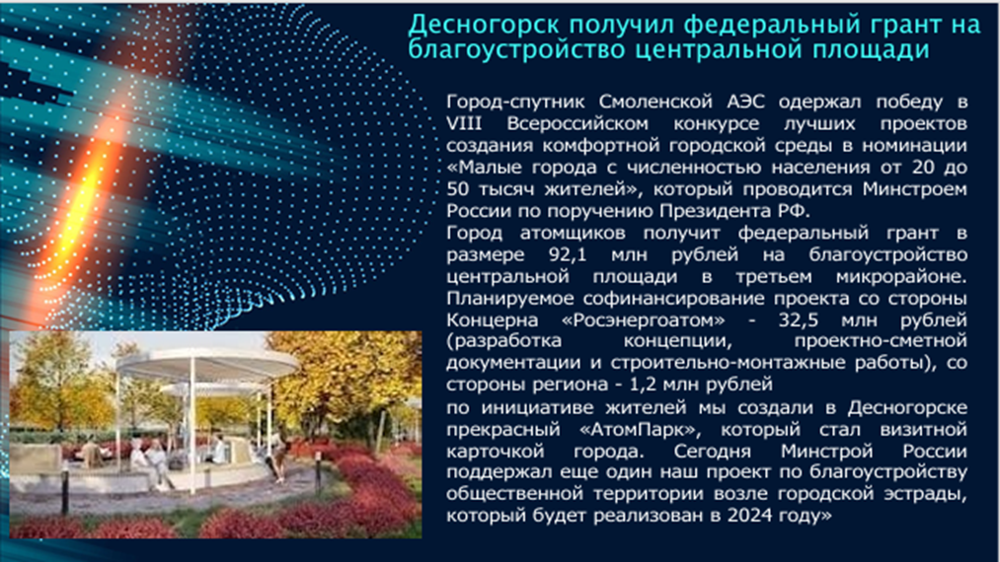 Десногорск получил федеральный грант на
благоустройство центральной площади
Город-спутник Смоленской АЭС одержал победу в
VIII Всероссийском конкурсе лучших проектов
создания комфортной городской среды в номинации
«Малые города с численностью населения от 20 до
50 тысяч жителей», который проводится Минстроем
России по поручению Президента РФ.
Город атомщиков получит федеральный грант в
размере 92,1 млн рублей на благоустройство
центральной площади в третьем микрорайоне.
Планируемое софинансирование проекта со стороны
Концерна «Росэнергоатом» - 32,5 млн рублей
(разработка концепции, проектно-сметной
документации и строительно-монтажные работы), со
стороны региона - 1,2 млн рублей
по инициативе жителей мы создали в Десногорске
прекрасный «АтомПарк», который стал визитной
карточкой города. Сегодня Минстрой России
поддержал еще один наш проект по благоустройству
общественной территории возле городской эстрады,
который будет реализован в 2024 году»